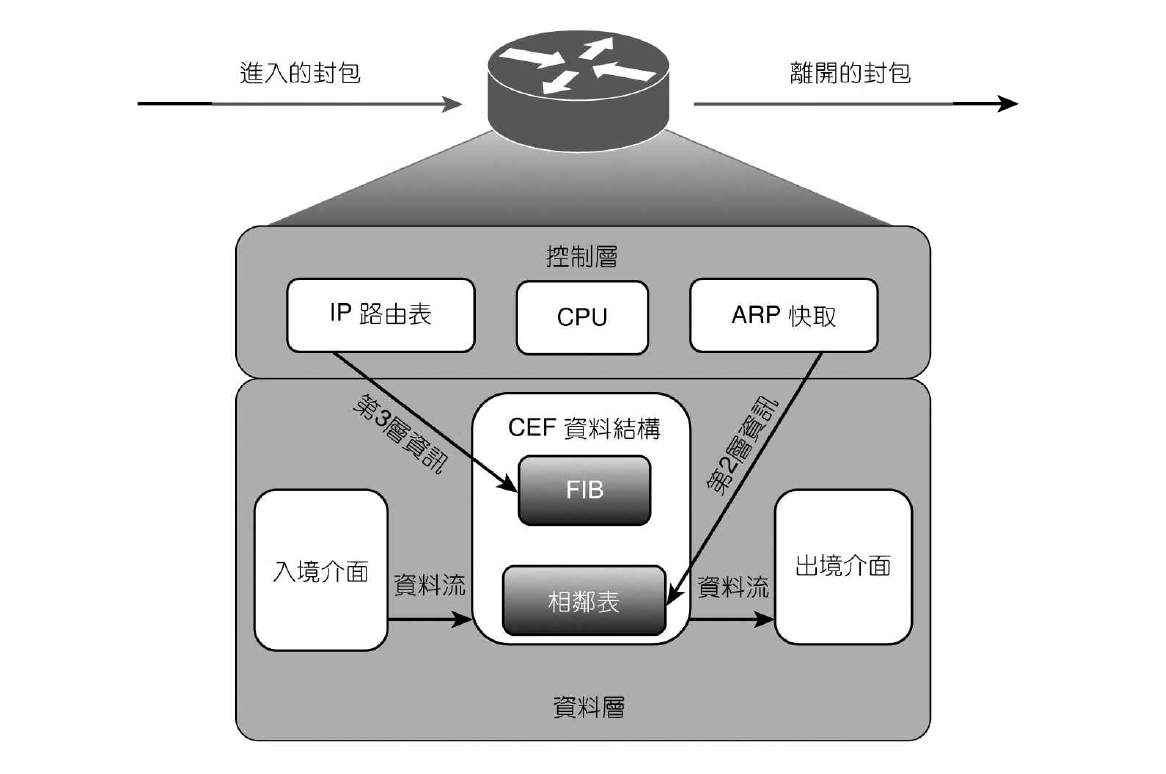 進入的封包
離開的封包
控制層
IP 路由表
CPU
ARP 快取
第3層資訊
CEF 資料結構
第2層資訊
FIB
入境介面
資料流
相鄰表
資料流
出境介面
資料層